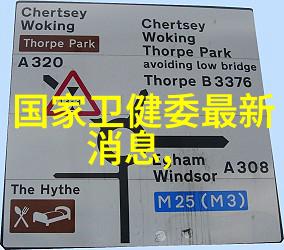 Chertsey
Woking
Thorpe Park
A320
Chertsey
Woking
Thorpe Park
avoiding low bridge
Thorpe B3376
国家卫健委最新
消息,
A308
Windsor
M25 (M3)
The Hythe